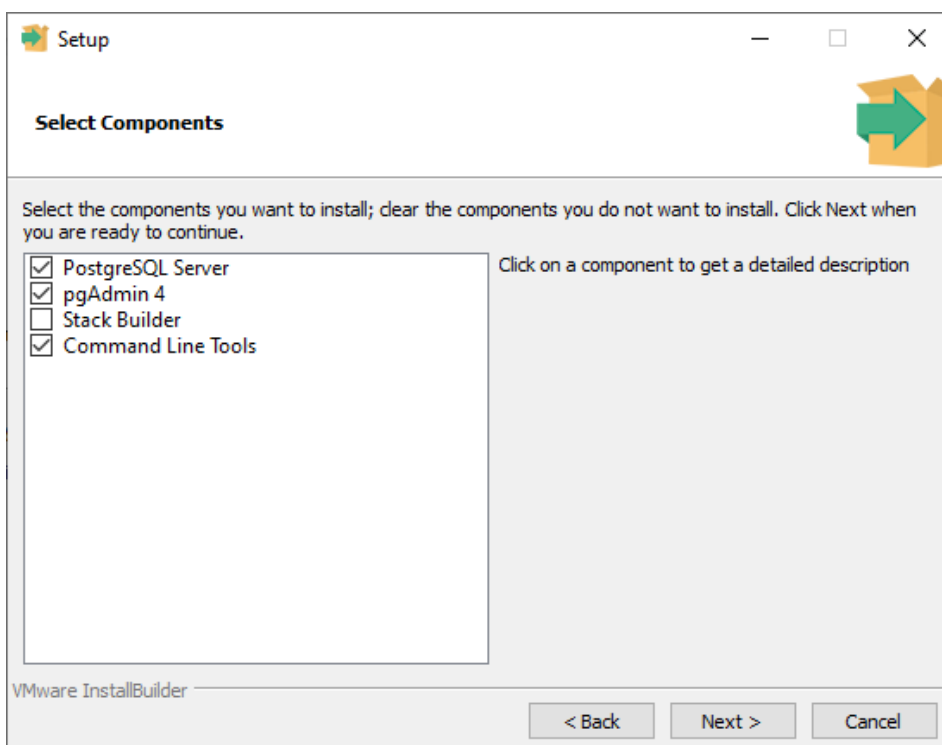 Setup
Select Components
Select the components you want to install; clear the components you do not want to install. Click Next when
you are ready to continue.
PostgreSQL Server
pgAdmin 4
Stack Builder
Command Line Tools
Click on a component to get a detailed description
VMware InstallBuilder
< Back
Next >
Cancel